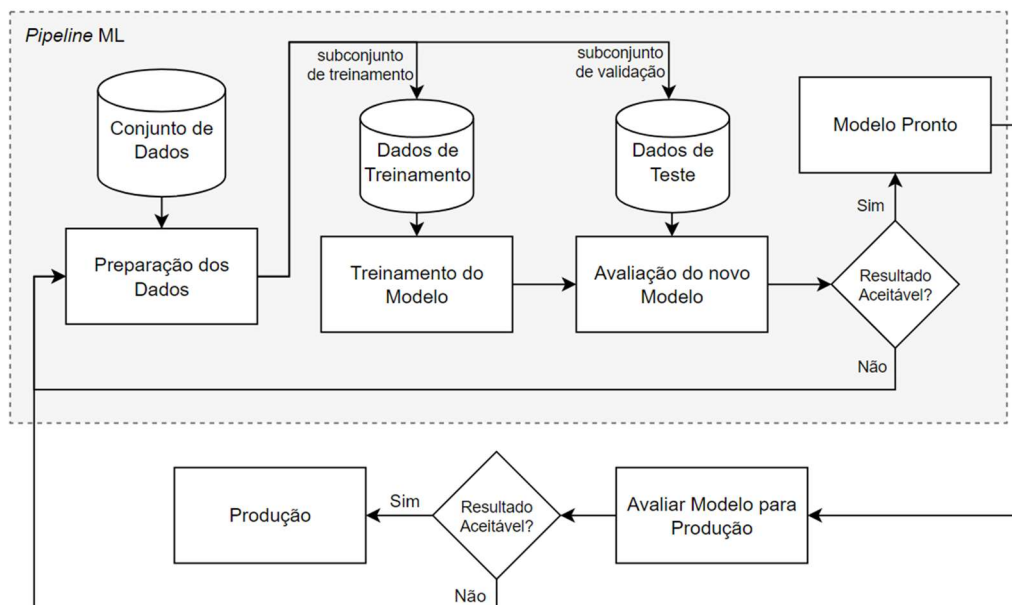 Pipeline ML
Conjunto de
Dados
subconjunto
de treinamento
Dados de
Treinamento
subconjunto
de validação
Dados de
Teste
Modelo Pronto
Sim
Preparação dos
Dados
Treinamento do
Modelo
Avaliação do novo
Modelo
Resultado
Aceitável?
Não
Produção
Sim
Resultado
Aceitável?
Avaliar Modelo para
Produção
Não